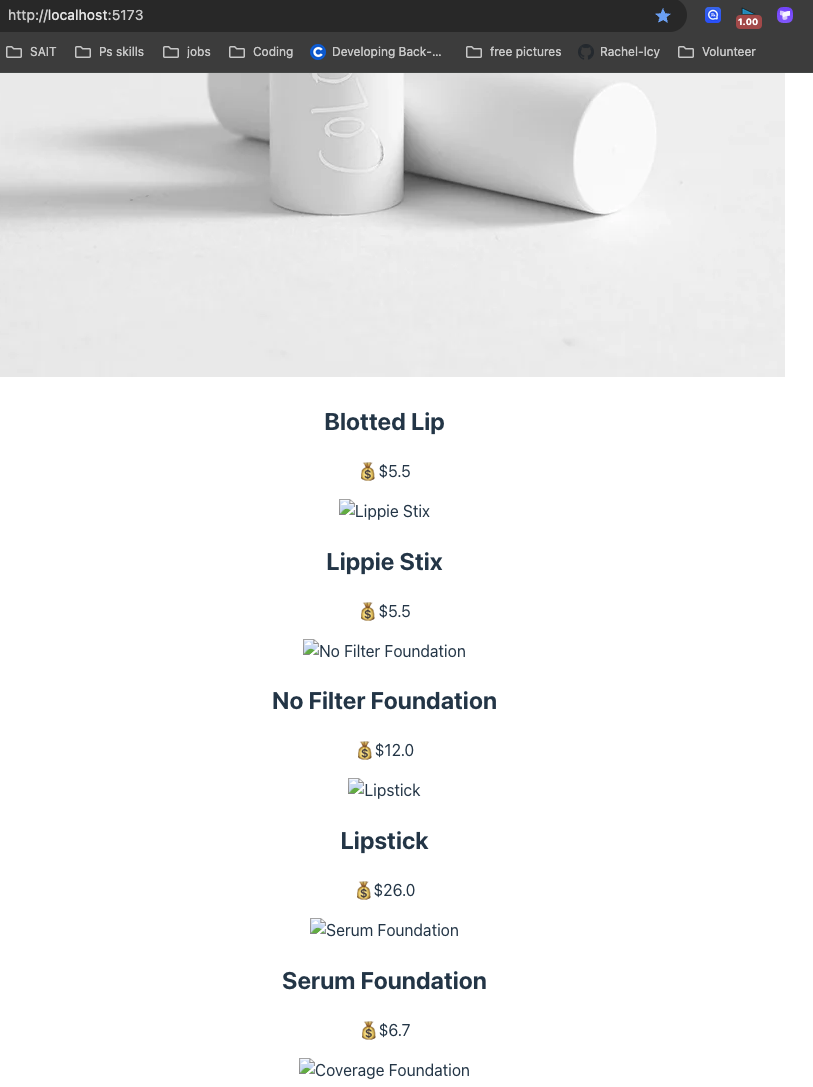 http://localhost:5173
1.00
SAIT
Ps skills
jobs
Coding
C
Developing Back-...
free pictures
Rachel-Icy
Volunteer
COLO
Blotted Lip
$5.5
Lippie Stix
Lippie Stix
$5.5
No Filter Foundation
No Filter Foundation
$12.0
Lipstick
Lipstick
$26.0
Serum Foundation
Serum Foundation
$6.7
Coverage Foundation